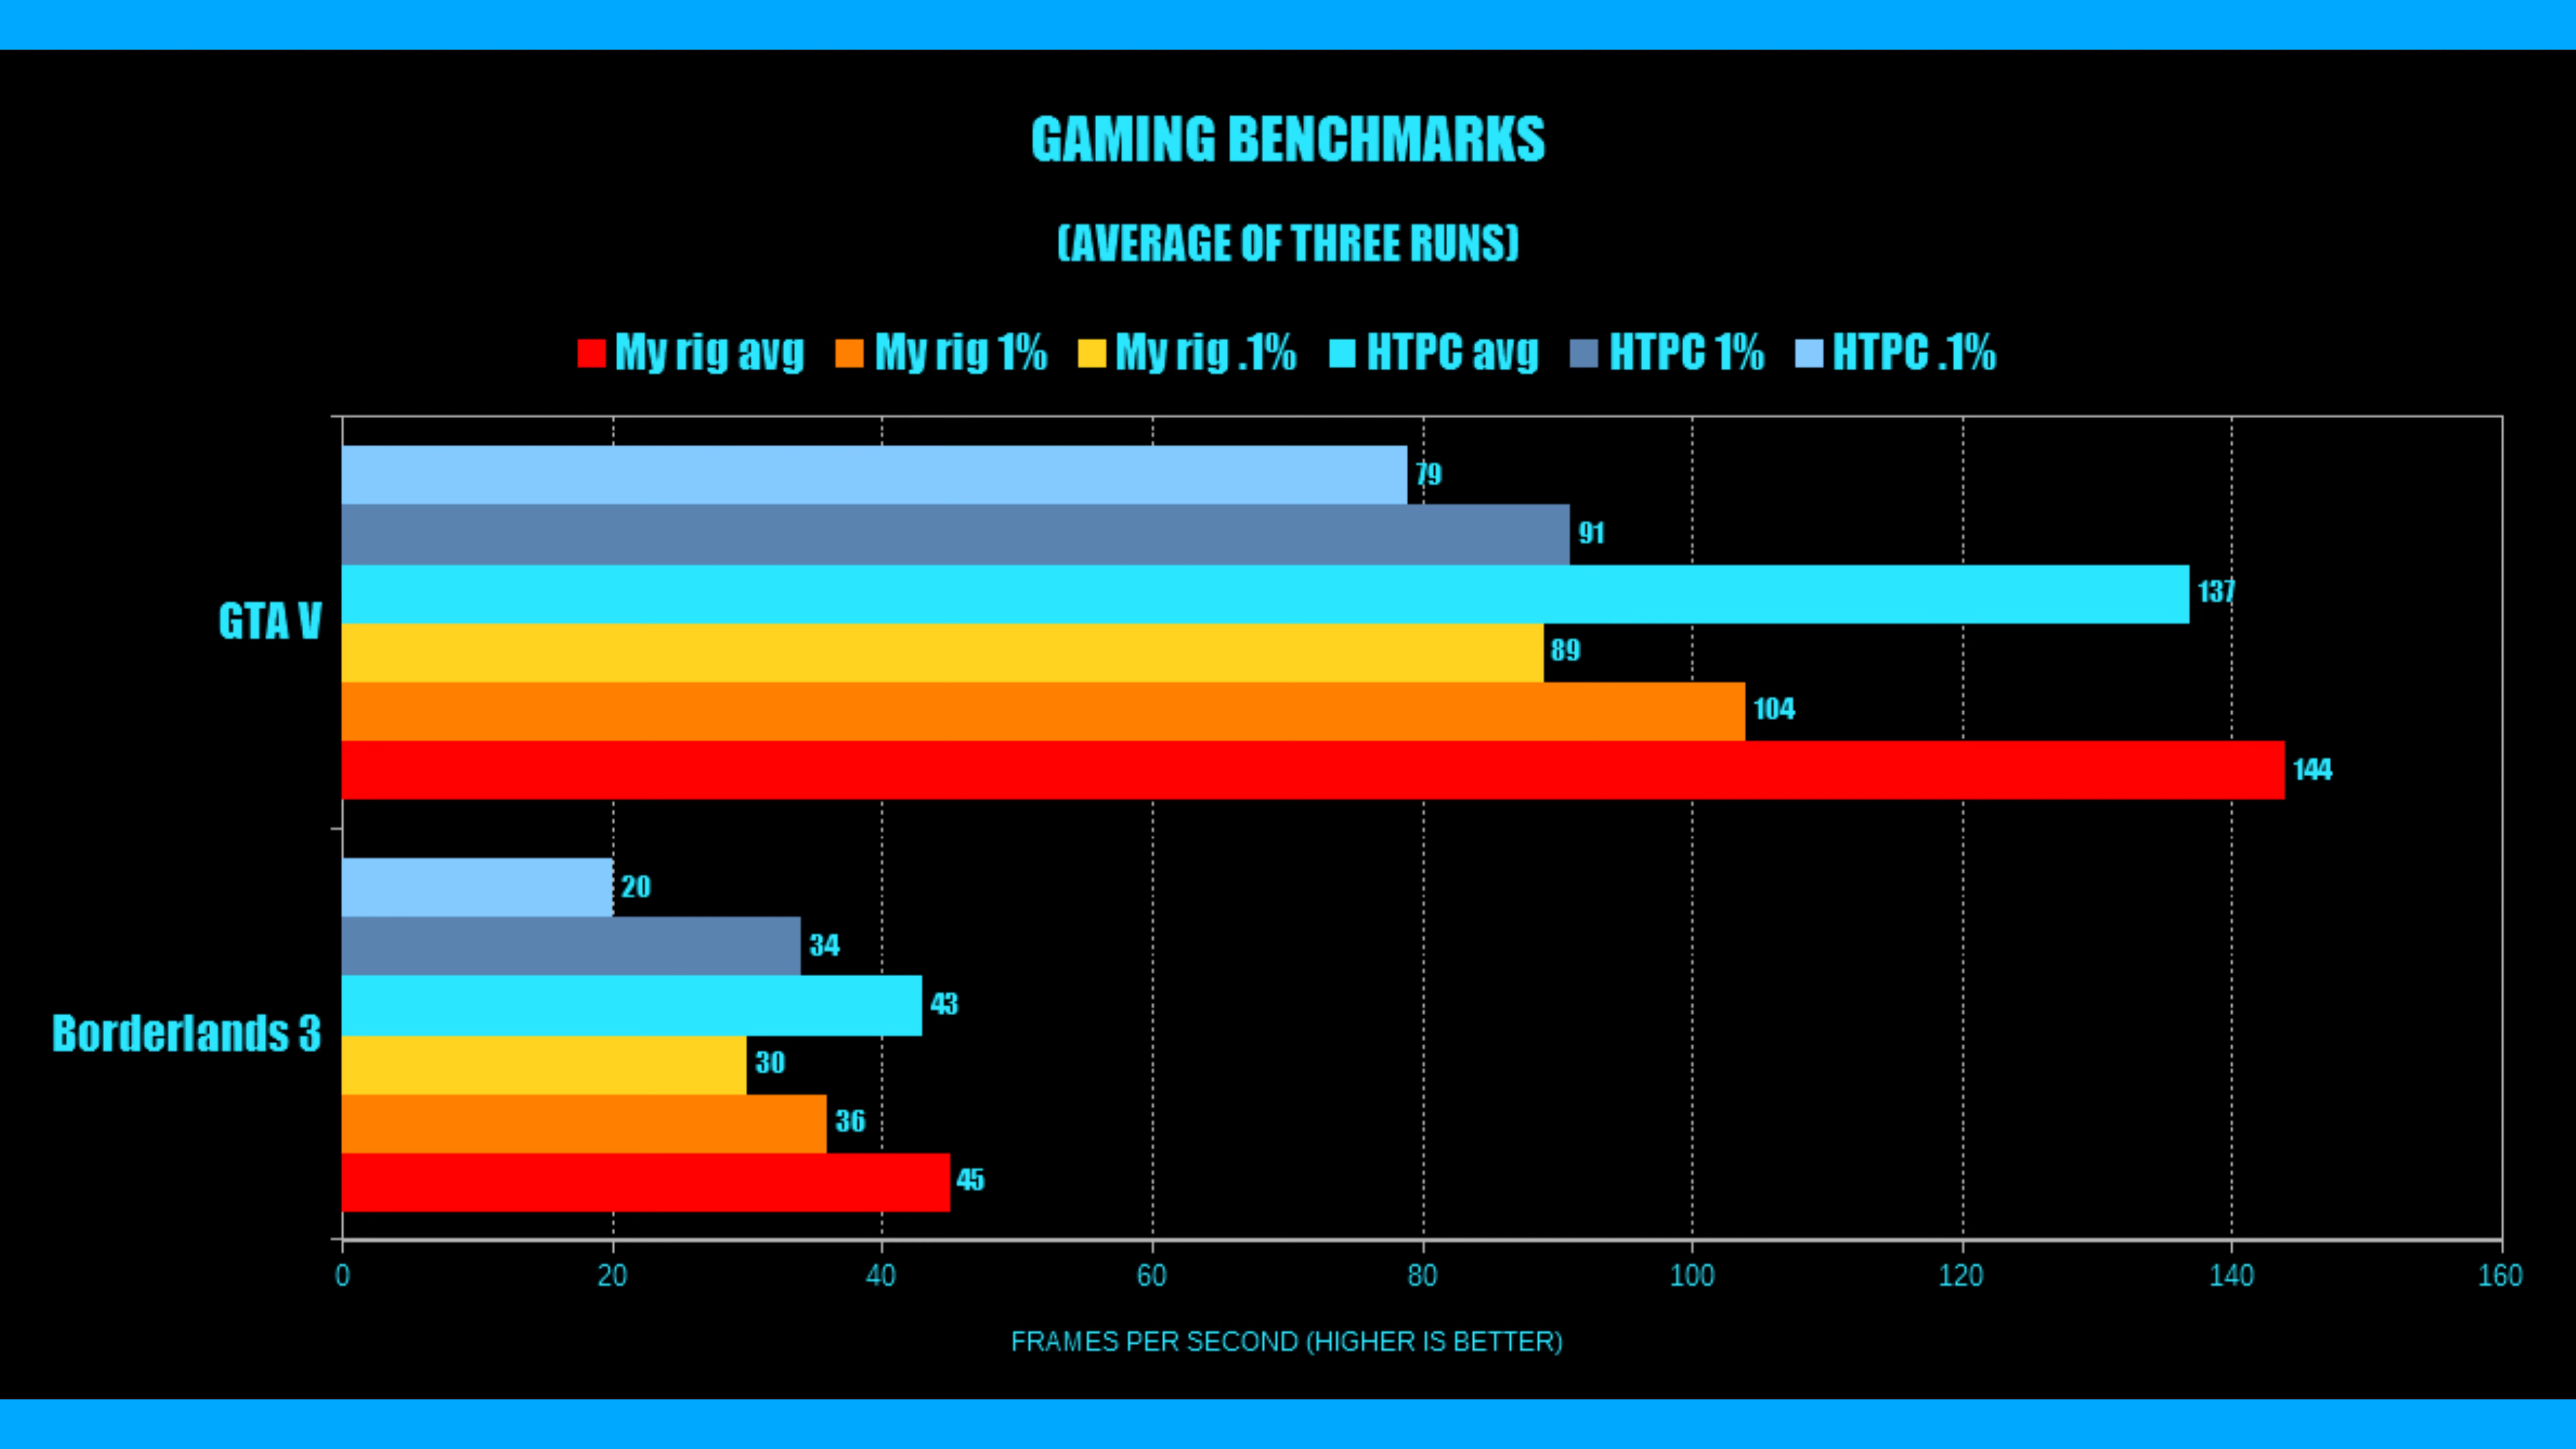 GAMING BENCHMARKS
(AVERAGE OF THREE RUNS)
My rig avg My rig 1% My rig .1% HTPC avg HTPC 1% HTPC .1%
79
91
137
GTA V
89
104
144
20
34
43
Borderlands 3
30
36
45
0 20 40 60 80 100 120 140 160
FRAMES PER SECOND (HIGHER IS BETTER)